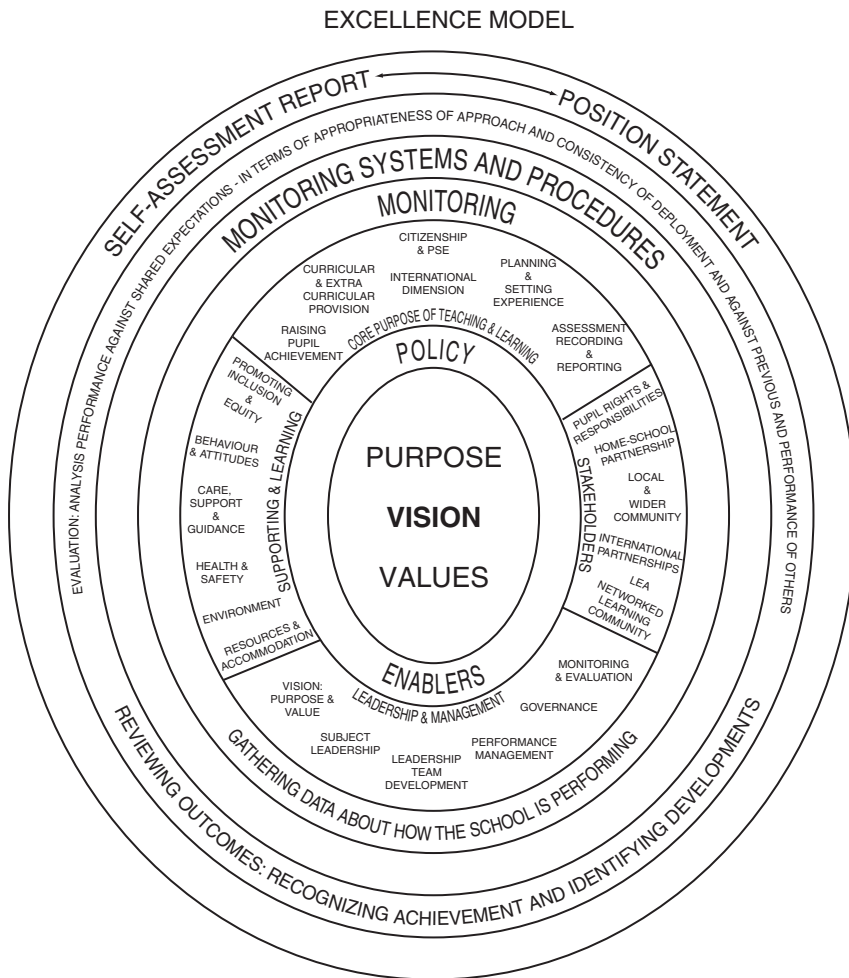 EXCELLENCE MODEL
SELF-ASSESSMENT REPORT
POSITION STATEMENT
EVALUATION: ANALYSIS PERFORMANCE AGAINST SHARED EXPECTATIONS - IN TERMS OF APPROPRIATENESS OF APPROACH AND CONSISTENCY OF DEPLOYMENT AND AGAINST PREVIOUS AND PERFORMANCE OF OTHERS
MONITORING SYSTEMS AND PROCEDURES
MONITORING
CITIZENSHIP
& PSE
CURRICULAR
& EXTRA
CURRICULAR
PROVISION
INTERNATIONAL
DIMENSION
PLANNING
&
SETTING
EXPERIENCE
RAISING
PUPIL
ACHIEVEMENT
ASSESSMENT
RECORDING
&
REPORTING
CORE PURPOSE OF TEACHING & LEARNING
POLICY
PROMOTING
INCLUSION
&
EQUITY
BEHAVIOUR
& ATTITUDES
CARE,
SUPPORT
&
GUIDANCE
HEALTH &
SAFETY
ENVIRONMENT
RESOURCES &
ACCOMMODATION
SUPPORTING & LEARNING
PURPOSE
VISION
VALUES
STAKEHOLDERS
PUPIL RIGHTS &
RESPONSIBILITIES
HOME-SCHOOL
PARTNERSHIP
LOCAL
&
WIDER
COMMUNITY
INTERNATIONAL
PARTNERSHIPS
LEA
NETWORKED
LEARNING
COMMUNITY
ENABLERS
LEADERSHIP & MANAGEMENT
VISION:
PURPOSE &
VALUE
SUBJECT
LEADERSHIP
LEADERSHIP
TEAM
DEVELOPMENT
PERFORMANCE
MANAGEMENT
GOVERNANCE
MONITORING
& EVALUATION
GATHERING DATA ABOUT HOW THE SCHOOL IS PERFORMING
REVIEWING OUTCOMES: RECOGNIZING ACHIEVEMENT AND IDENTIFYING DEVELOPMENTS